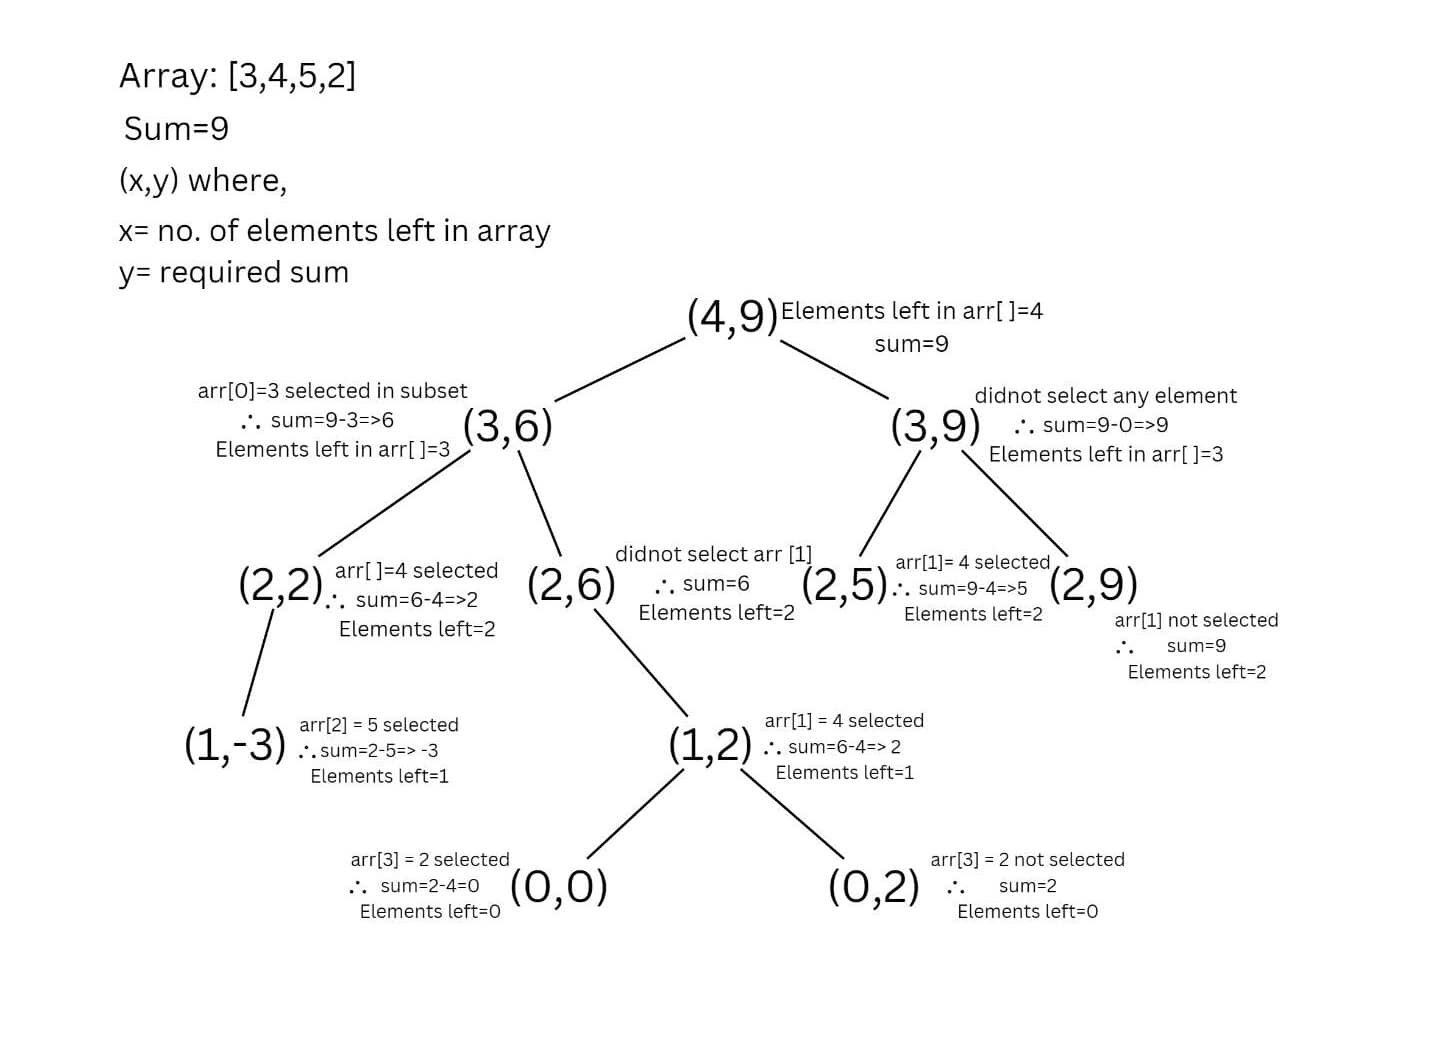 Array: [3,4,5,2]
Sum=9
(x,y) where,
x= no. of elements left in array
y= required sum
(4,9)
Elements left in arr[ ]=4
sum=9
arr[0]=3 selected in subset
∴ sum=9-3=>6
Elements left in arr[ ]=3
(3,6)
(3,9)
didnot select any element
∴ sum=9-0=>9
Elements left in arr[ ]=3
(2,2)
arr[ ]=4 selected
∴ sum=6-4=>2
Elements left=2
(2,6)
didnot select arr [1]
∴ sum=6
Elements left=2
(2,5)
arr[1]= 4 selected
∴ sum=9-4=>5
Elements left=2
(2,9)
arr[1] not selected
∴ sum=9
Elements left=2
(1,-3)
arr[2] = 5 selected
∴sum=2-5=> -3
Elements left=1
(1,2)
arr[1] = 4 selected
∴ sum=6-4=> 2
Elements left=1
arr[3] = 2 selected
∴ sum=2-4=0
Elements left=0
(0,0)
(0,2)
arr[3] = 2 not selected
∴ sum=2
Elements left=0